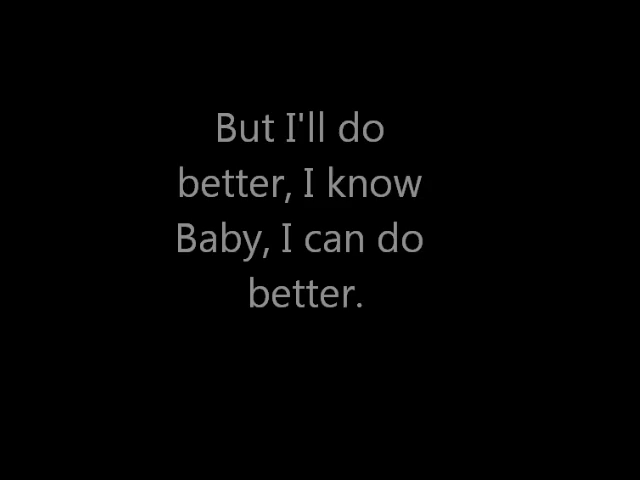 But I'll do
better, I know
Baby, I can do
better.